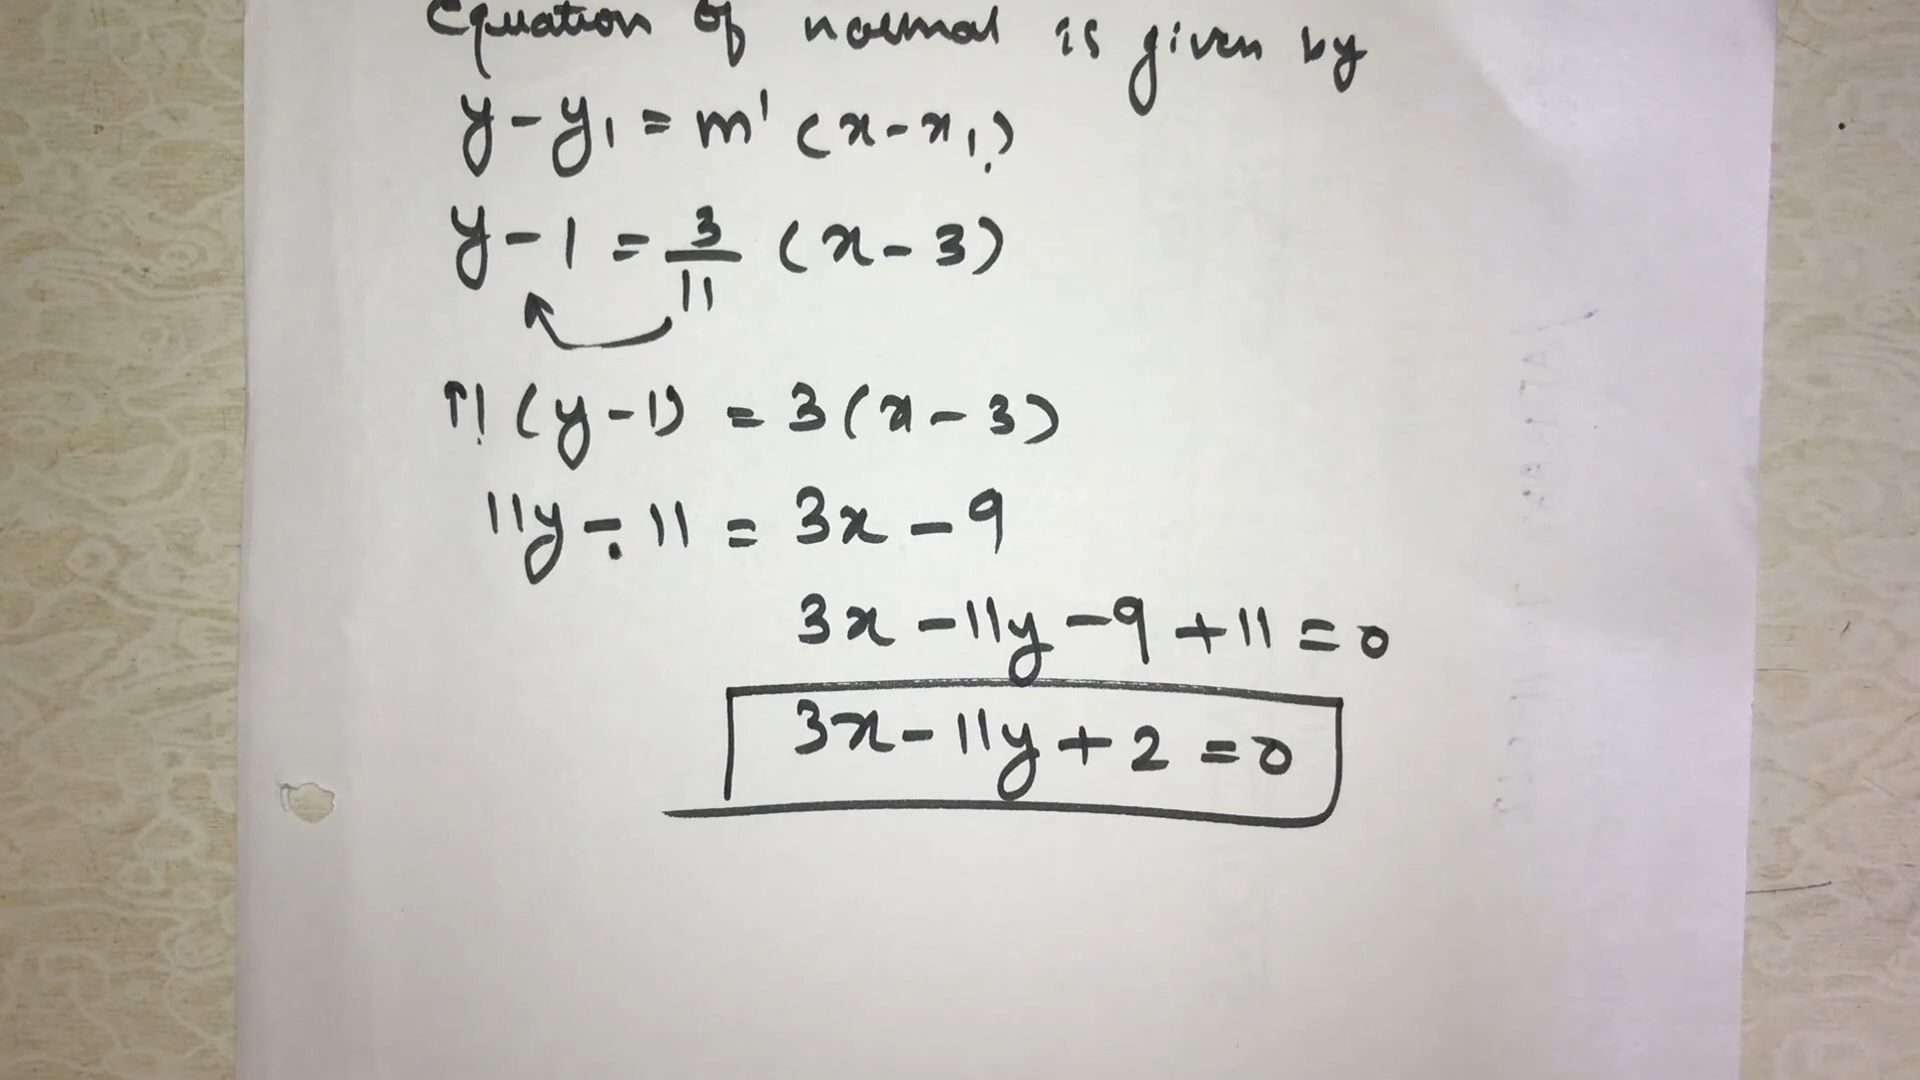 Equation of normal is given by
y - y₁ = m' (x - x₁)
y - 1 = 3/11 (x - 3)
11 (y - 1) = 3 (x - 3)
11y - 11 = 3x - 9
3x - 11y - 9 + 11 = 0
3x - 11y + 2 = 0